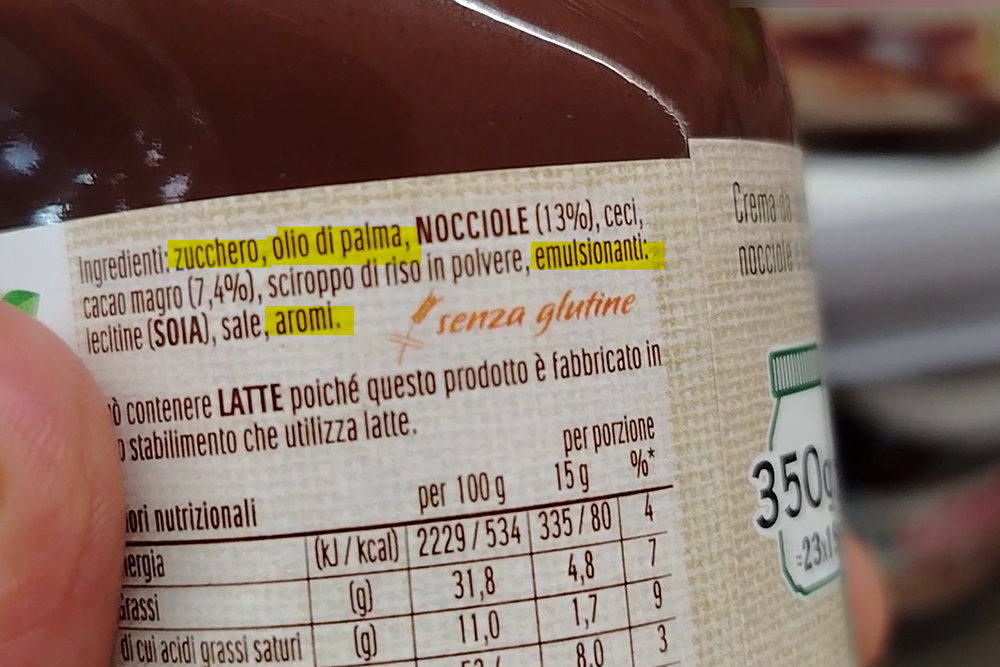 Ingredienti: zucchero, olio di palma, NOCCIOLE (13%), ceci,
cacao magro (7,4%), sciroppo di riso in polvere, emulsionanti:
lecitine (SOIA), sale, aromi.
senza glutine
contenere LATTE poiché questo prodotto è fabbricato in
stabilimento che utilizza latte.
per porzione
nutrizionali per 100 g 15 g %*
(kJ / kcal) 2229 / 534 335 / 80 4
(g) 31,8 4,8 7
di cui acidi grassi saturi (g) 11,0 1,7 9
8,0 3
Crema da
nocciole
350g